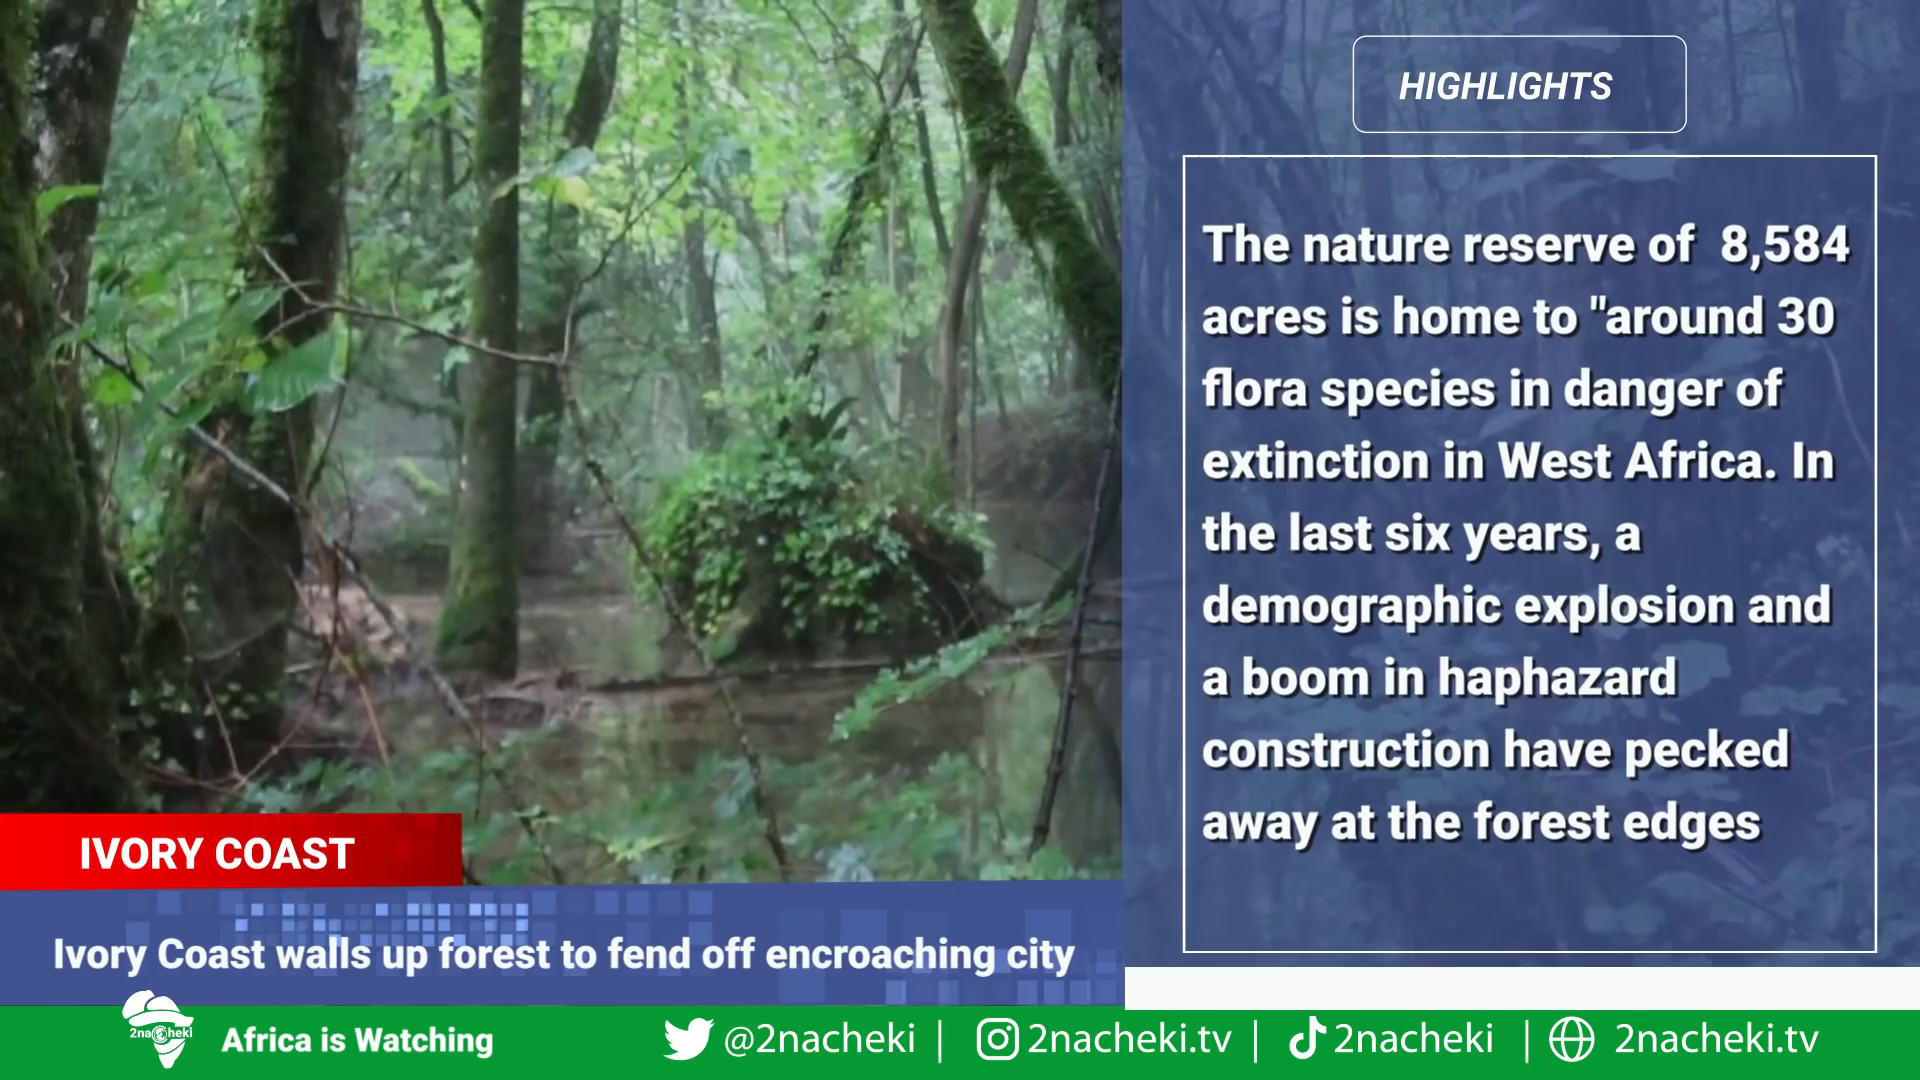 HIGHLIGHTS
The nature reserve of  8,584
acres is home to "around 30
flora species in danger of
extinction in West Africa. In
the last six years, a
demographic explosion and
a boom in haphazard
construction have pecked
away at the forest edges
IVORY COAST
Ivory Coast walls up forest to fend off encroaching city
2nacheki
Africa is Watching
@2nacheki | 2nacheki.tv | 2nacheki | 2nacheki.tv